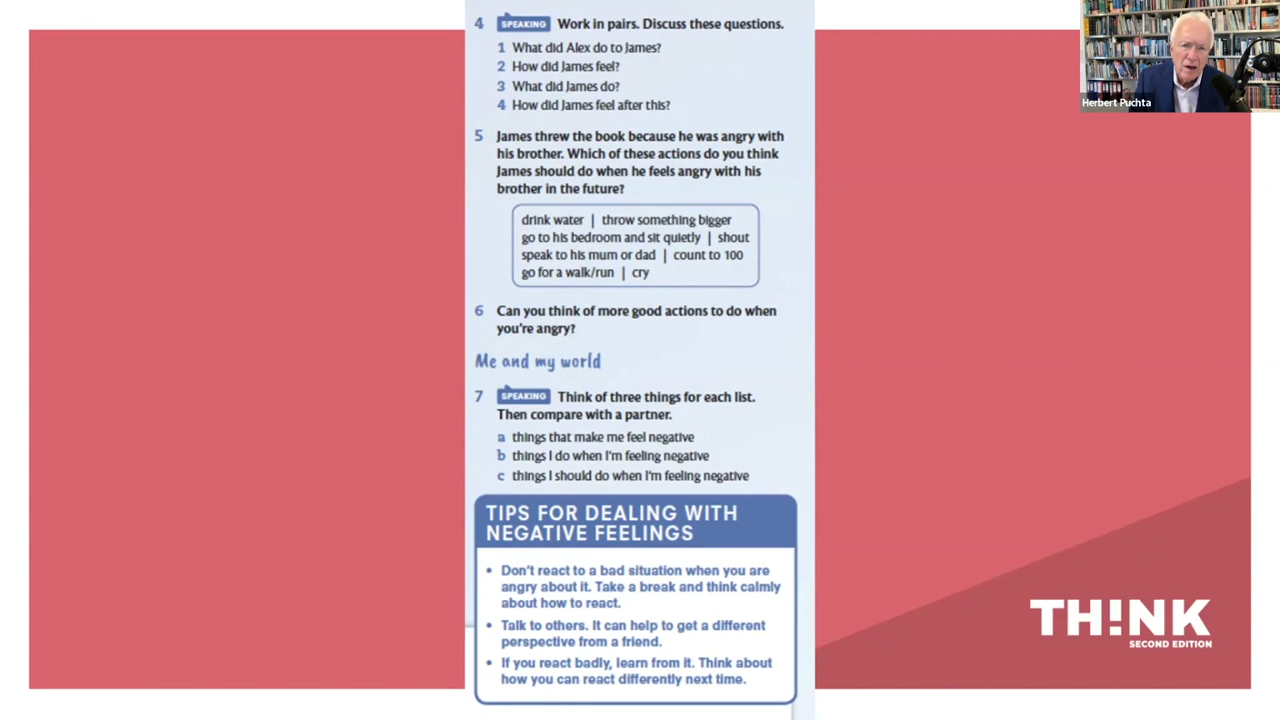 4 SPEAKING Work in pairs. Discuss these questions.
1 What did Alex do to James?
2 How did James feel?
3 What did James do?
4 How did James feel after this?
5 James threw the book because he was angry with
his brother. Which of these actions do you think
James should do when he feels angry with his
brother in the future?
drink water | throw something bigger
go to his bedroom and sit quietly | shout
speak to his mum or dad | count to 100
go for a walk/run | cry
6 Can you think of more good actions to do when
you're angry?
Me and my world
7 SPEAKING Think of three things for each list.
Then compare with a partner.
a things that make me feel negative
b things I do when I'm feeling negative
c things I should do when I'm feeling negative
TIPS FOR DEALING WITH
NEGATIVE FEELINGS
• Don't react to a bad situation when you are
angry about it. Take a break and think calmly
about how to react.
• Talk to others. It can help to get a different
perspective from a friend.
• If you react badly, learn from it. Think about
how you can react differently next time.
Herbert Puchta
TH!NK
SECOND EDITION